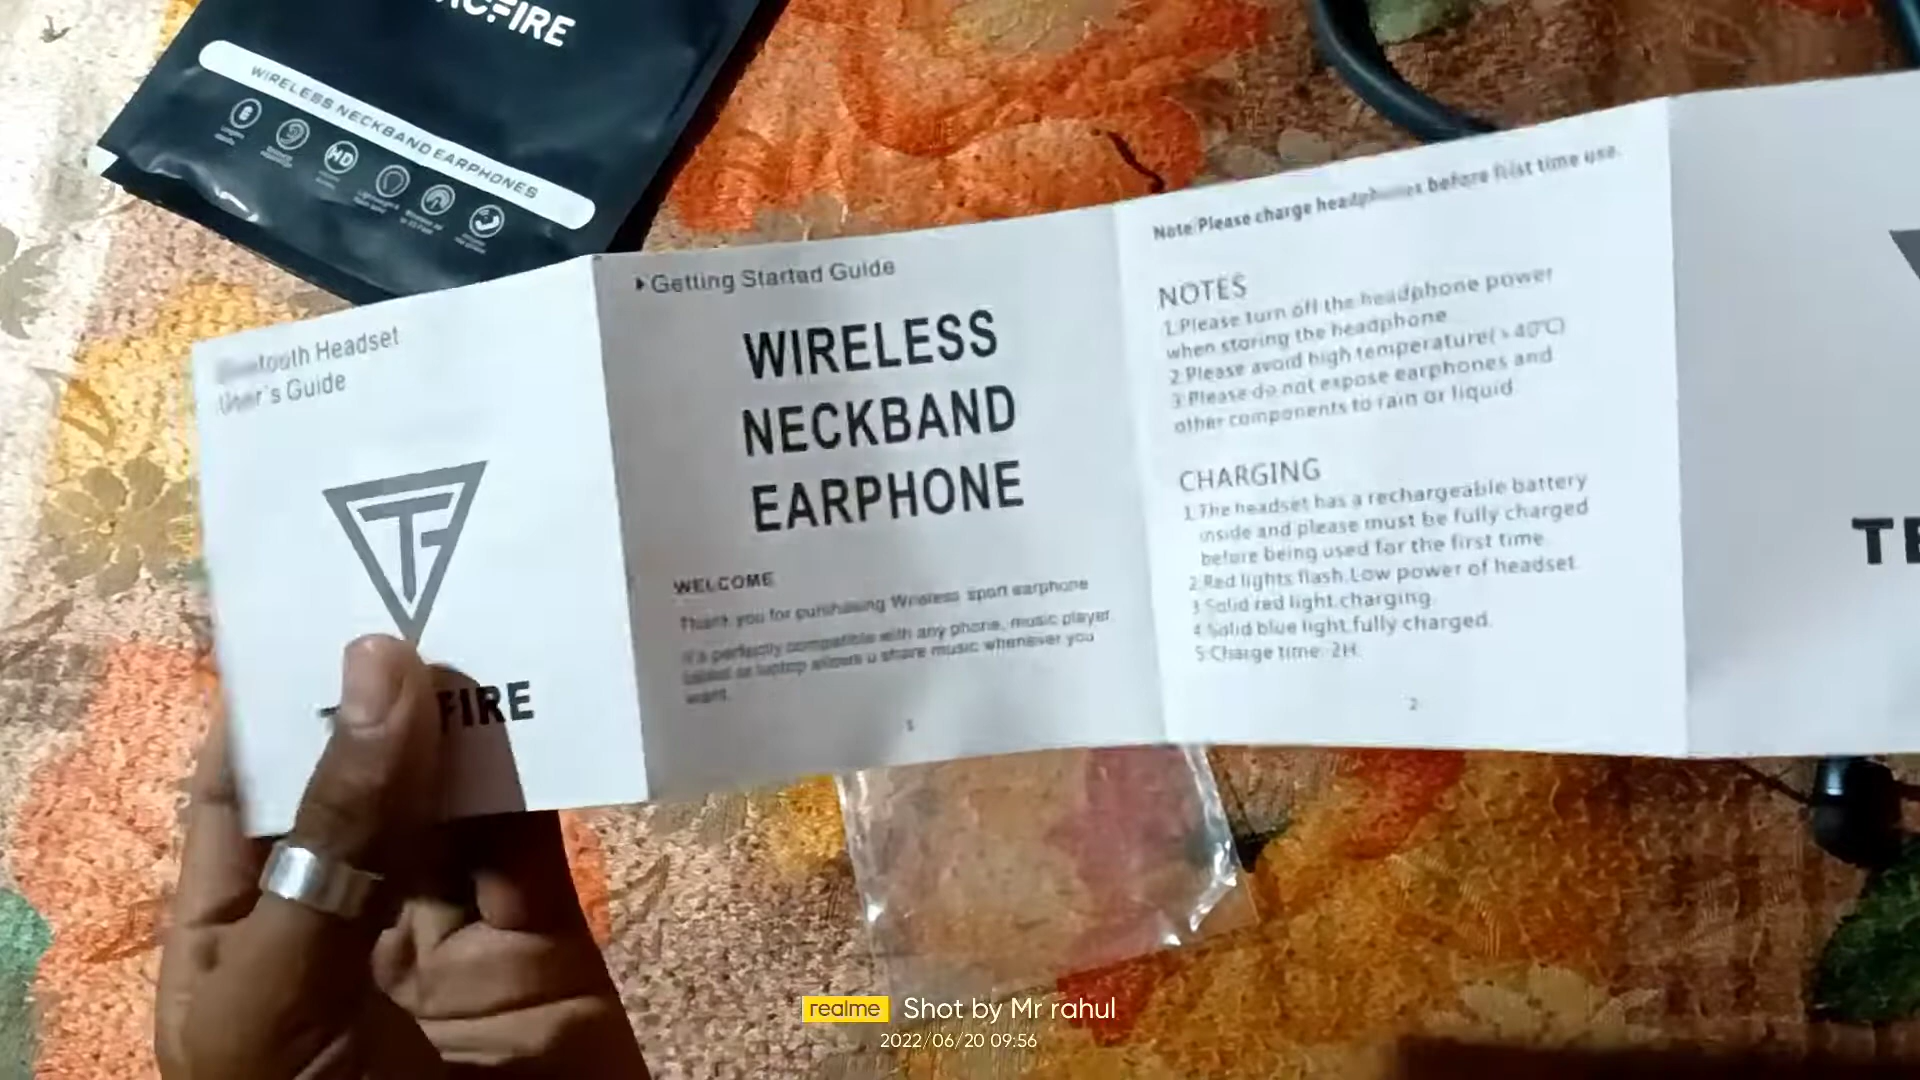 FIRE
WIRELESS NECKBAND EARPHONES
HD
Headset
User's Guide
TF
FIRE
Getting Started Guide
WIRELESS
NECKBAND
EARPHONE
WELCOME
Thank you for purchasing Wireless sport earphone
It's perfectly compatible with any phone, music player
tablet or laptop allows u share music whenever you
want.
1
Note:Please charge headphones before first time use.
NOTES
1.Please turn off the headphone power
when storing the headphone
2.Please avoid high temperature(>40°C)
3.Please do not expose earphones and
other components to rain or liquid
CHARGING
1.The headset has a rechargeable battery
inside and please must be fully charged
before being used for the first time.
2.Red lights flash.Low power of headset.
3.Solid red light.charging.
4.Solid blue light.fully charged.
5.Charge time: 2H.
2
TE
realme Shot by Mr rahul
2022/06/20 09:56